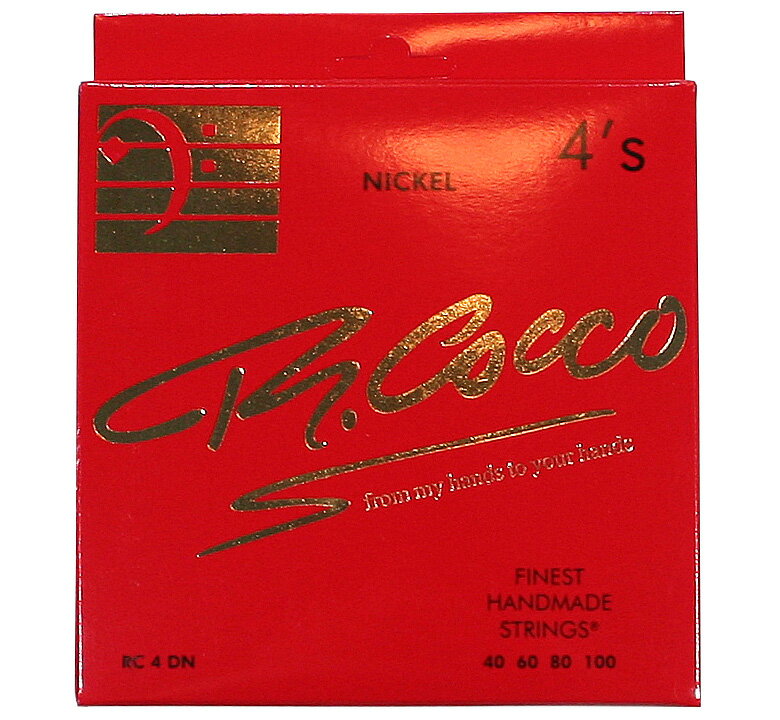 4's
NICKEL
R. Cocco
from my hands to your hands
FINEST
HANDMADE
STRINGS®
RC 4 DN
40 60 80 100